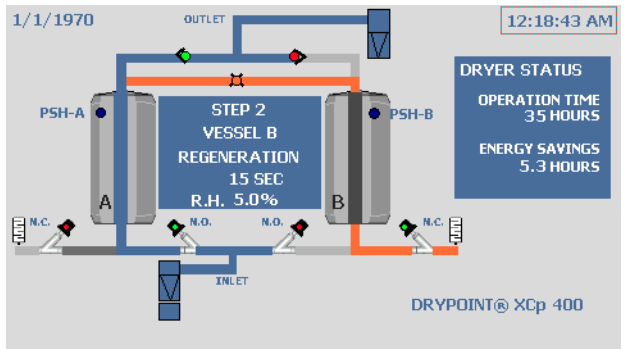 1/1/1970
OUTLET
12:18:43 AM
DRYER STATUS
OPERATION TIME
35 HOURS
ENERGY SAVINGS
5.3 HOURS
PSH-A
PSH-B
STEP 2
VESSEL B
REGENERATION
15 SEC
R.H. 5.0%
A
B
N.C.
N.O.
N.O.
N.C.
INLET
DRYPOINT® XCp 400